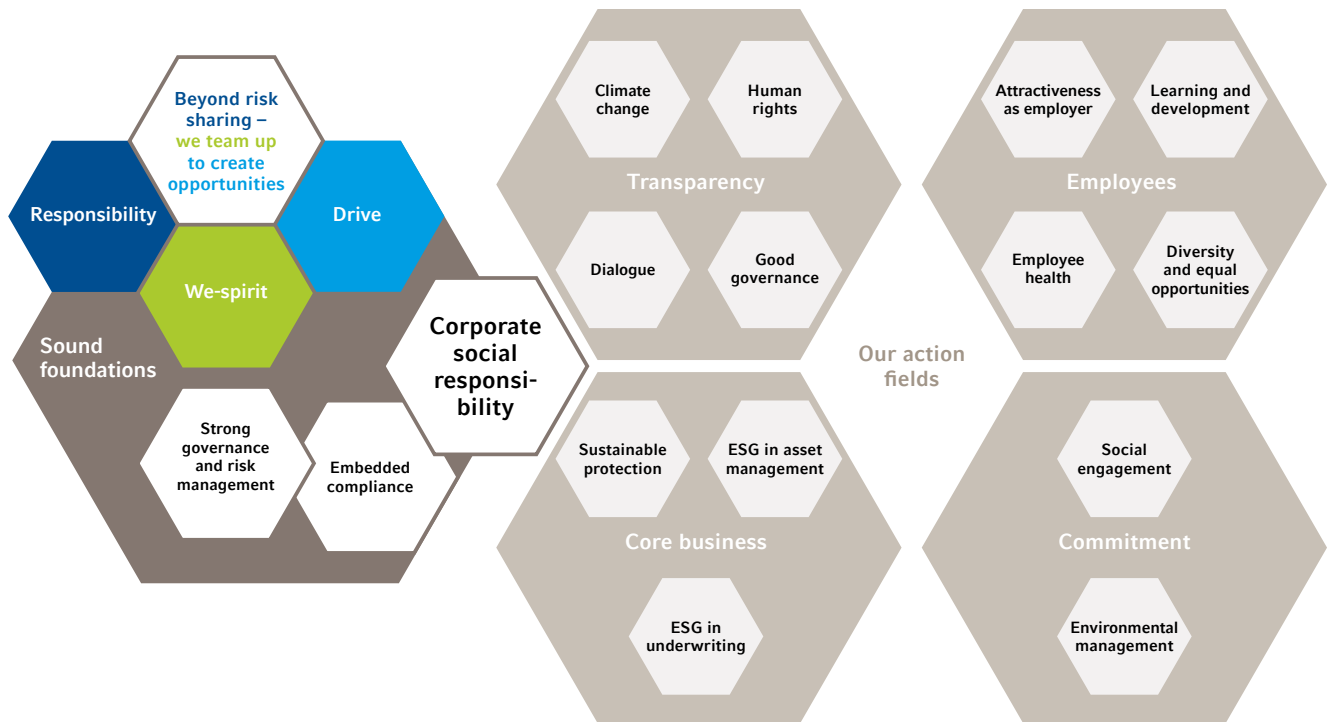 Beyond risk
sharing –
we team up
to create
opportunities
Responsibility
Drive
We-spirit
Sound
foundations
Corporate
social
responsi-
bility
Strong
governance
and risk
management
Embedded
compliance
Climate
change
Human
rights
Transparency
Dialogue
Good
governance
Attractiveness
as employer
Learning and
development
Employees
Employee
health
Diversity
and equal
opportunities
Our action
fields
Sustainable
protection
ESG in asset
management
Core business
ESG in
underwriting
Social
engagement
Commitment
Environmental
management